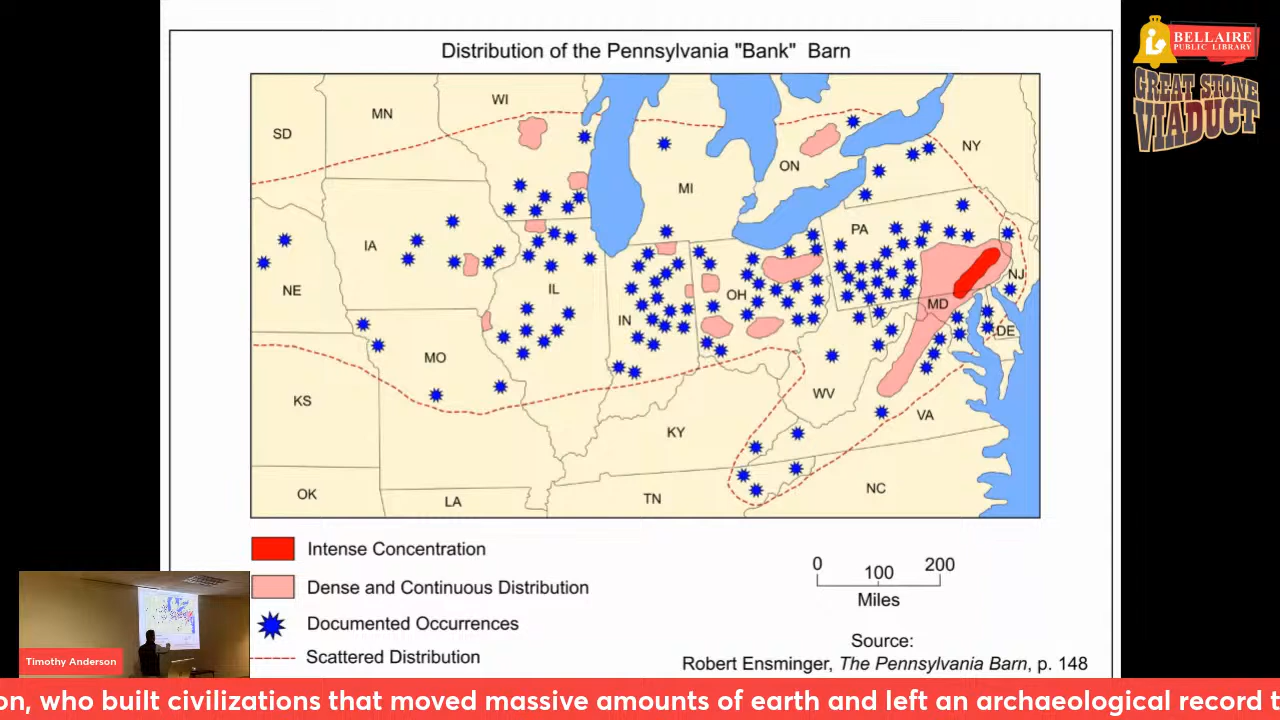 Distribution of the Pennsylvania "Bank" Barn
BELLAIRE
PUBLIC LIBRARY
GREAT STONE
VIADUCT
SD
MN
WI
MI
ON
NY
IA
NE
IL
IN
OH
PA
NJ
MD
DE
MO
KS
WV
VA
KY
OK
LA
TN
NC
Intense Concentration
Dense and Continuous Distribution
Documented Occurrences
Scattered Distribution
0 100 200
Miles
Source:
Robert Ensminger, The Pennsylvania Barn, p. 148
Timothy Anderson
on, who built civilizations that moved massive amounts of earth and left an archaeological record t